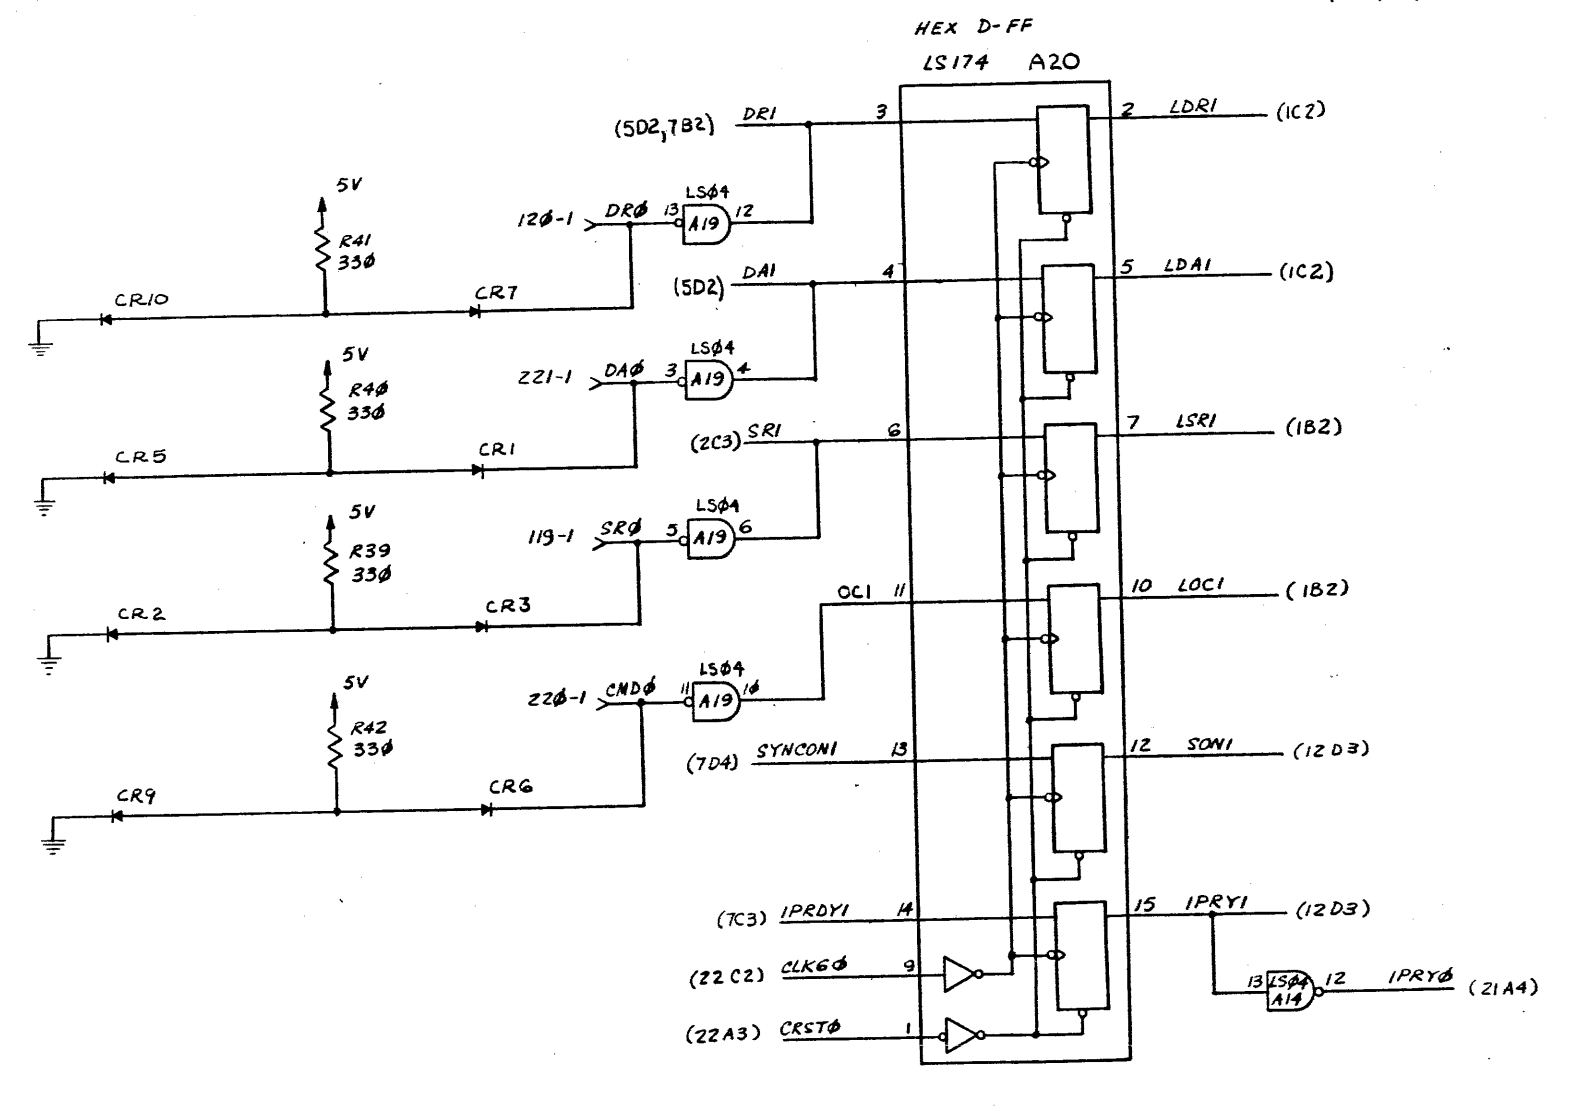 HEX D-FF
LS174 A20
(5D2,7B2) DR1 3 2 LDR1 (1C2)
5V
R41
33Ø
12Ø-1 DRØ 13 LSØ4 A19 12
CR10 CR7
(5D2) DA1 4 5 LDA1 (1C2)
5V
R4Ø
33Ø
221-1 DAØ 3 LSØ4 A19 4
CR5 CR1
(2C3) SR1 6 7 LSR1 (1B2)
5V
R39
33Ø
119-1 SRØ 5 LSØ4 A19 6
CR2 CR3
OC1 11 10 LOC1 (1B2)
5V
R42
33Ø
22Ø-1 CMDØ 11 LSØ4 A19 1Ø
CR9 CR6
(7D4) SYNCON1 13 12 SON1 (12D3)
(7C3) IPRDY1 14 15 IPRY1 (12D3)
(22C2) CLK6Ø 9
13 LSØ4 A14 12 IPRYØ (21A4)
(22A3) CRSTØ 1